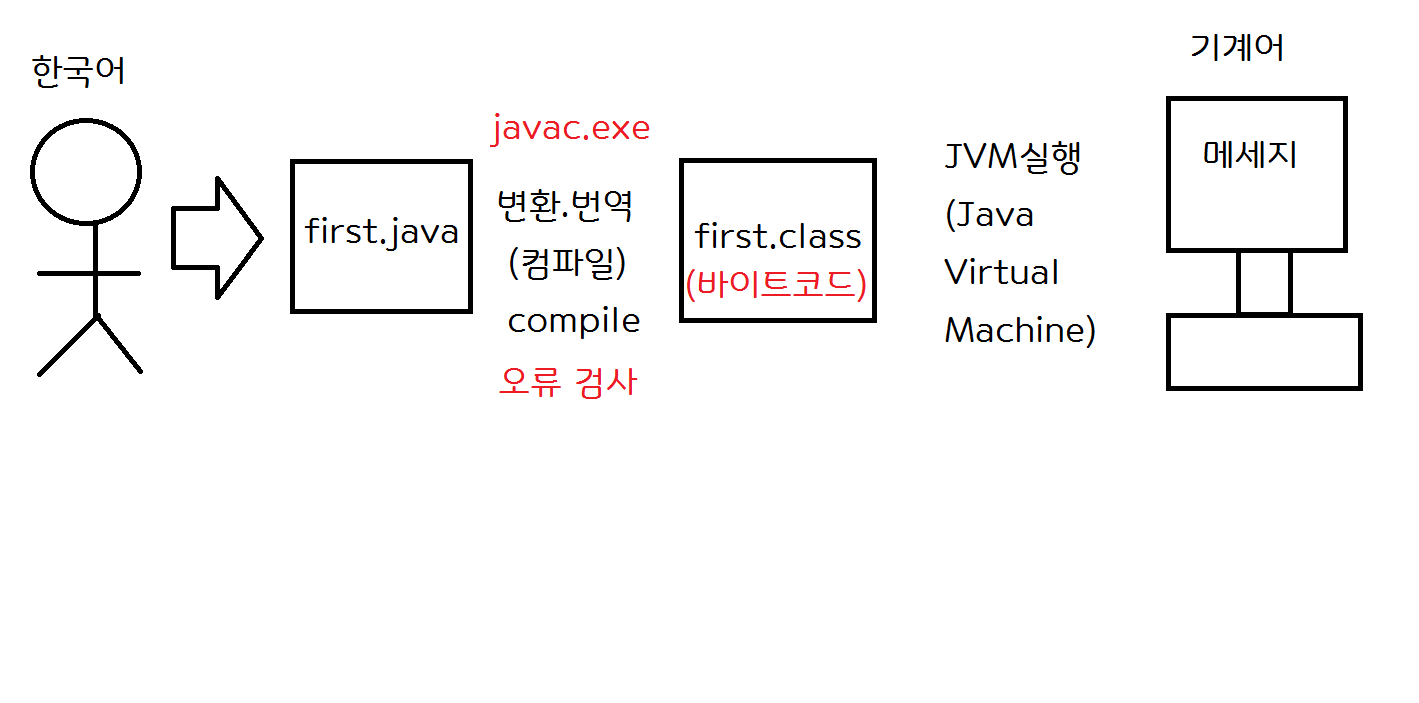 한국어
first.java
javac.exe
변환.번역
(컴파일)
compile
오류 검사
first.class
(바이트코드)
JVM실행
(Java
Virtual
Machine)
기계어
메세지